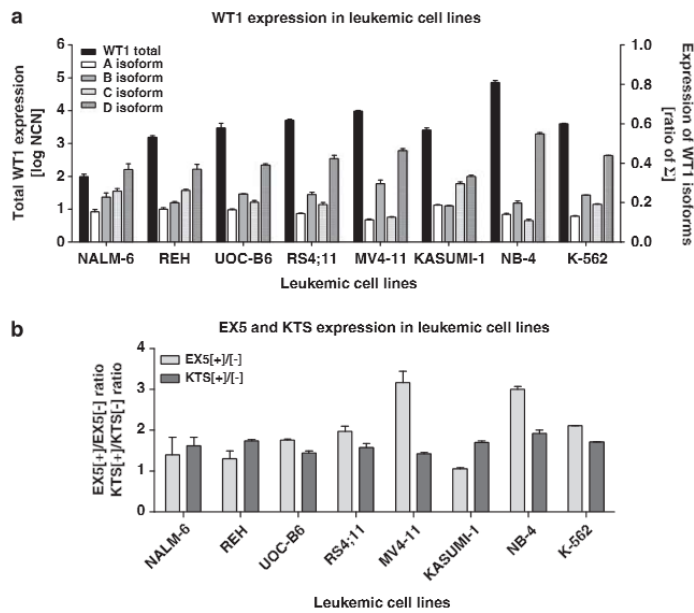 a
WT1 expression in leukemic cell lines
WT1 total
A isoform
B isoform
C isoform
D isoform
Total WT1 expression
[log NCN]
6
5
4
3
2
1
0
1.0
0.8
0.6
0.4
0.2
0.0
Expression of WT1 isoforms
[ratio of Σ]
NALM-6 REH UOC-B6 RS4;11 MV4-11 KASUMI-1 NB-4 K-562
Leukemic cell lines
b
EX5 and KTS expression in leukemic cell lines
EX5[+]/[-]
KTS[+]/[-]
EX5[+]/EX5[-] ratio
KTS[+]/KTS[-] ratio
4
3
2
1
0
NALM-6 REH UOC-B6 RS4;11 MV4-11 KASUMI-1 NB-4 K-562
Leukemic cell lines